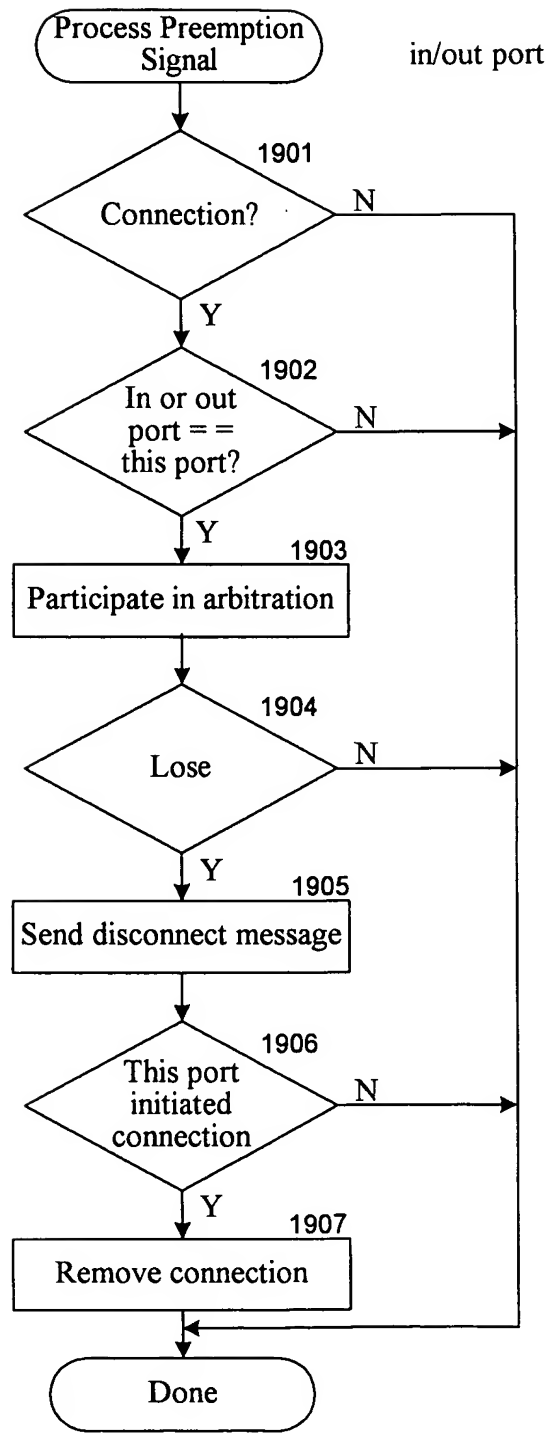 Process Preemption
Signal
in/out port
1901
Connection?
N
Y
1902
In or out
port = =
this port?
N
Y
1903
Participate in arbitration
1904
Lose
N
Y
1905
Send disconnect message
1906
This port
initiated
connection
N
Y
1907
Remove connection
Done